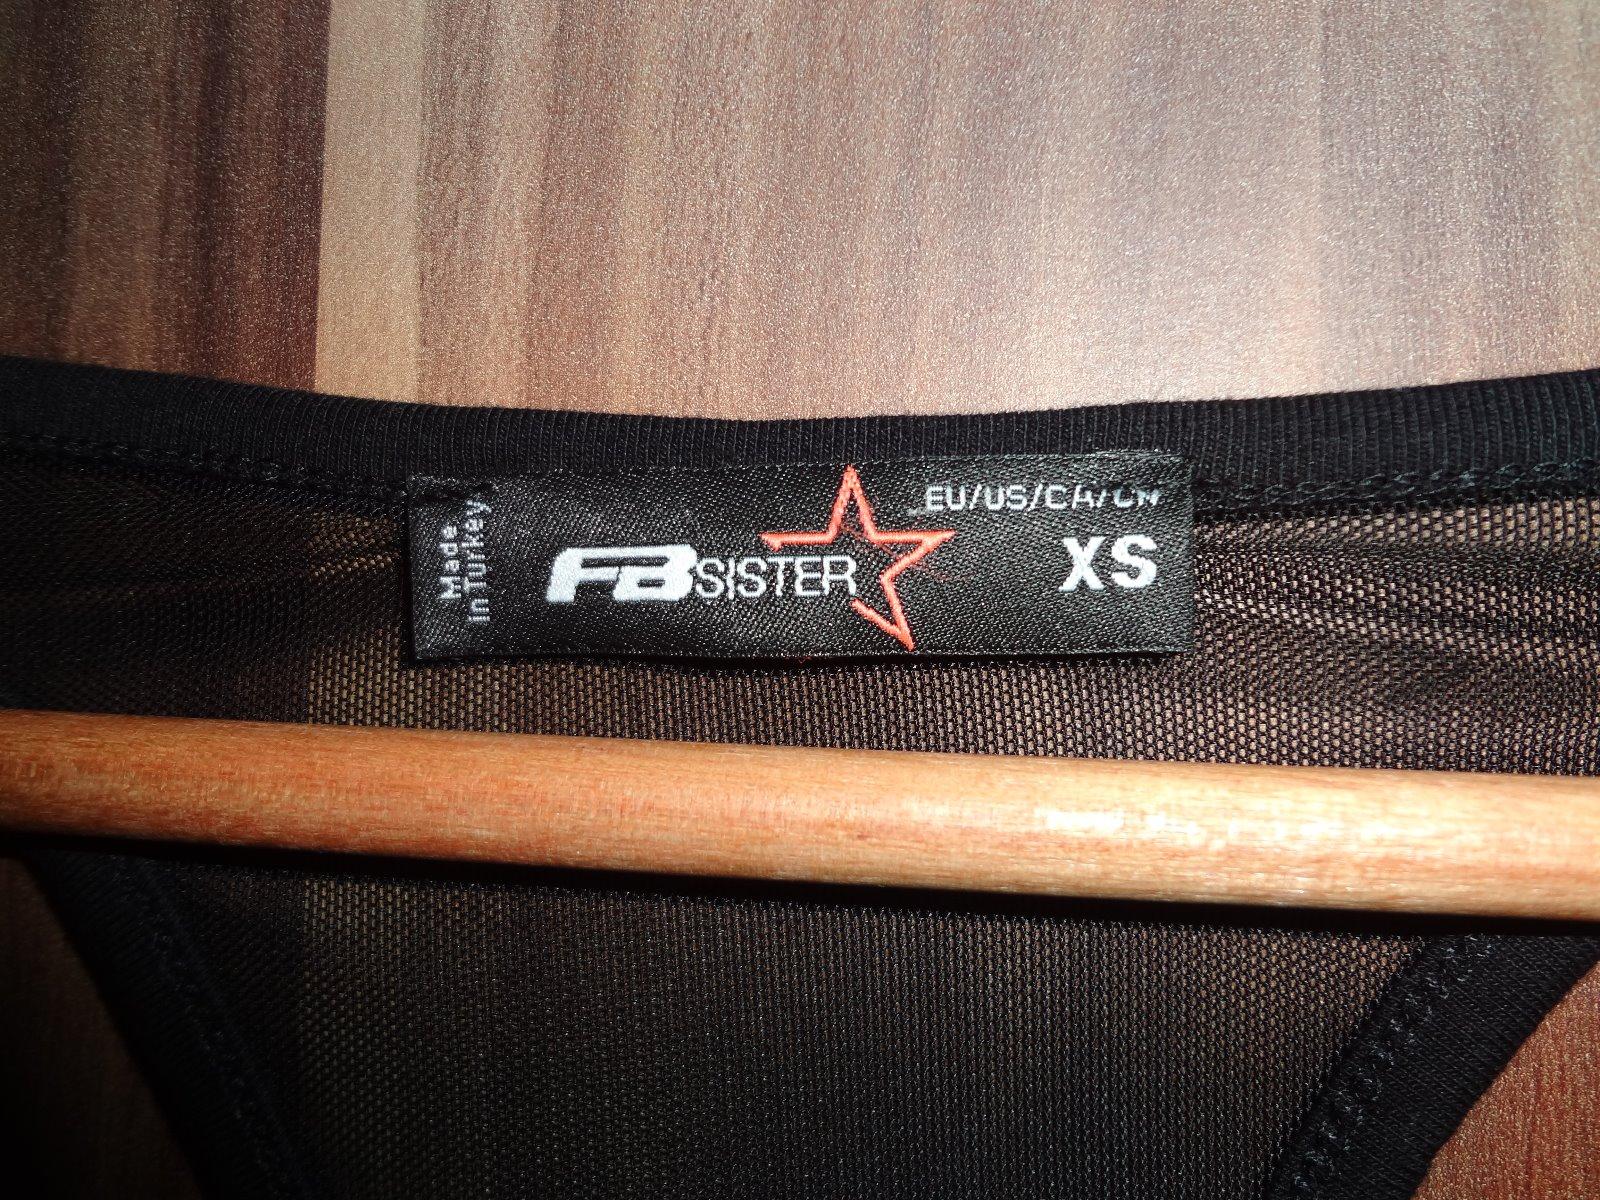 Made
in Turkey
FBSISTER
EU/US/CA/CN
XS